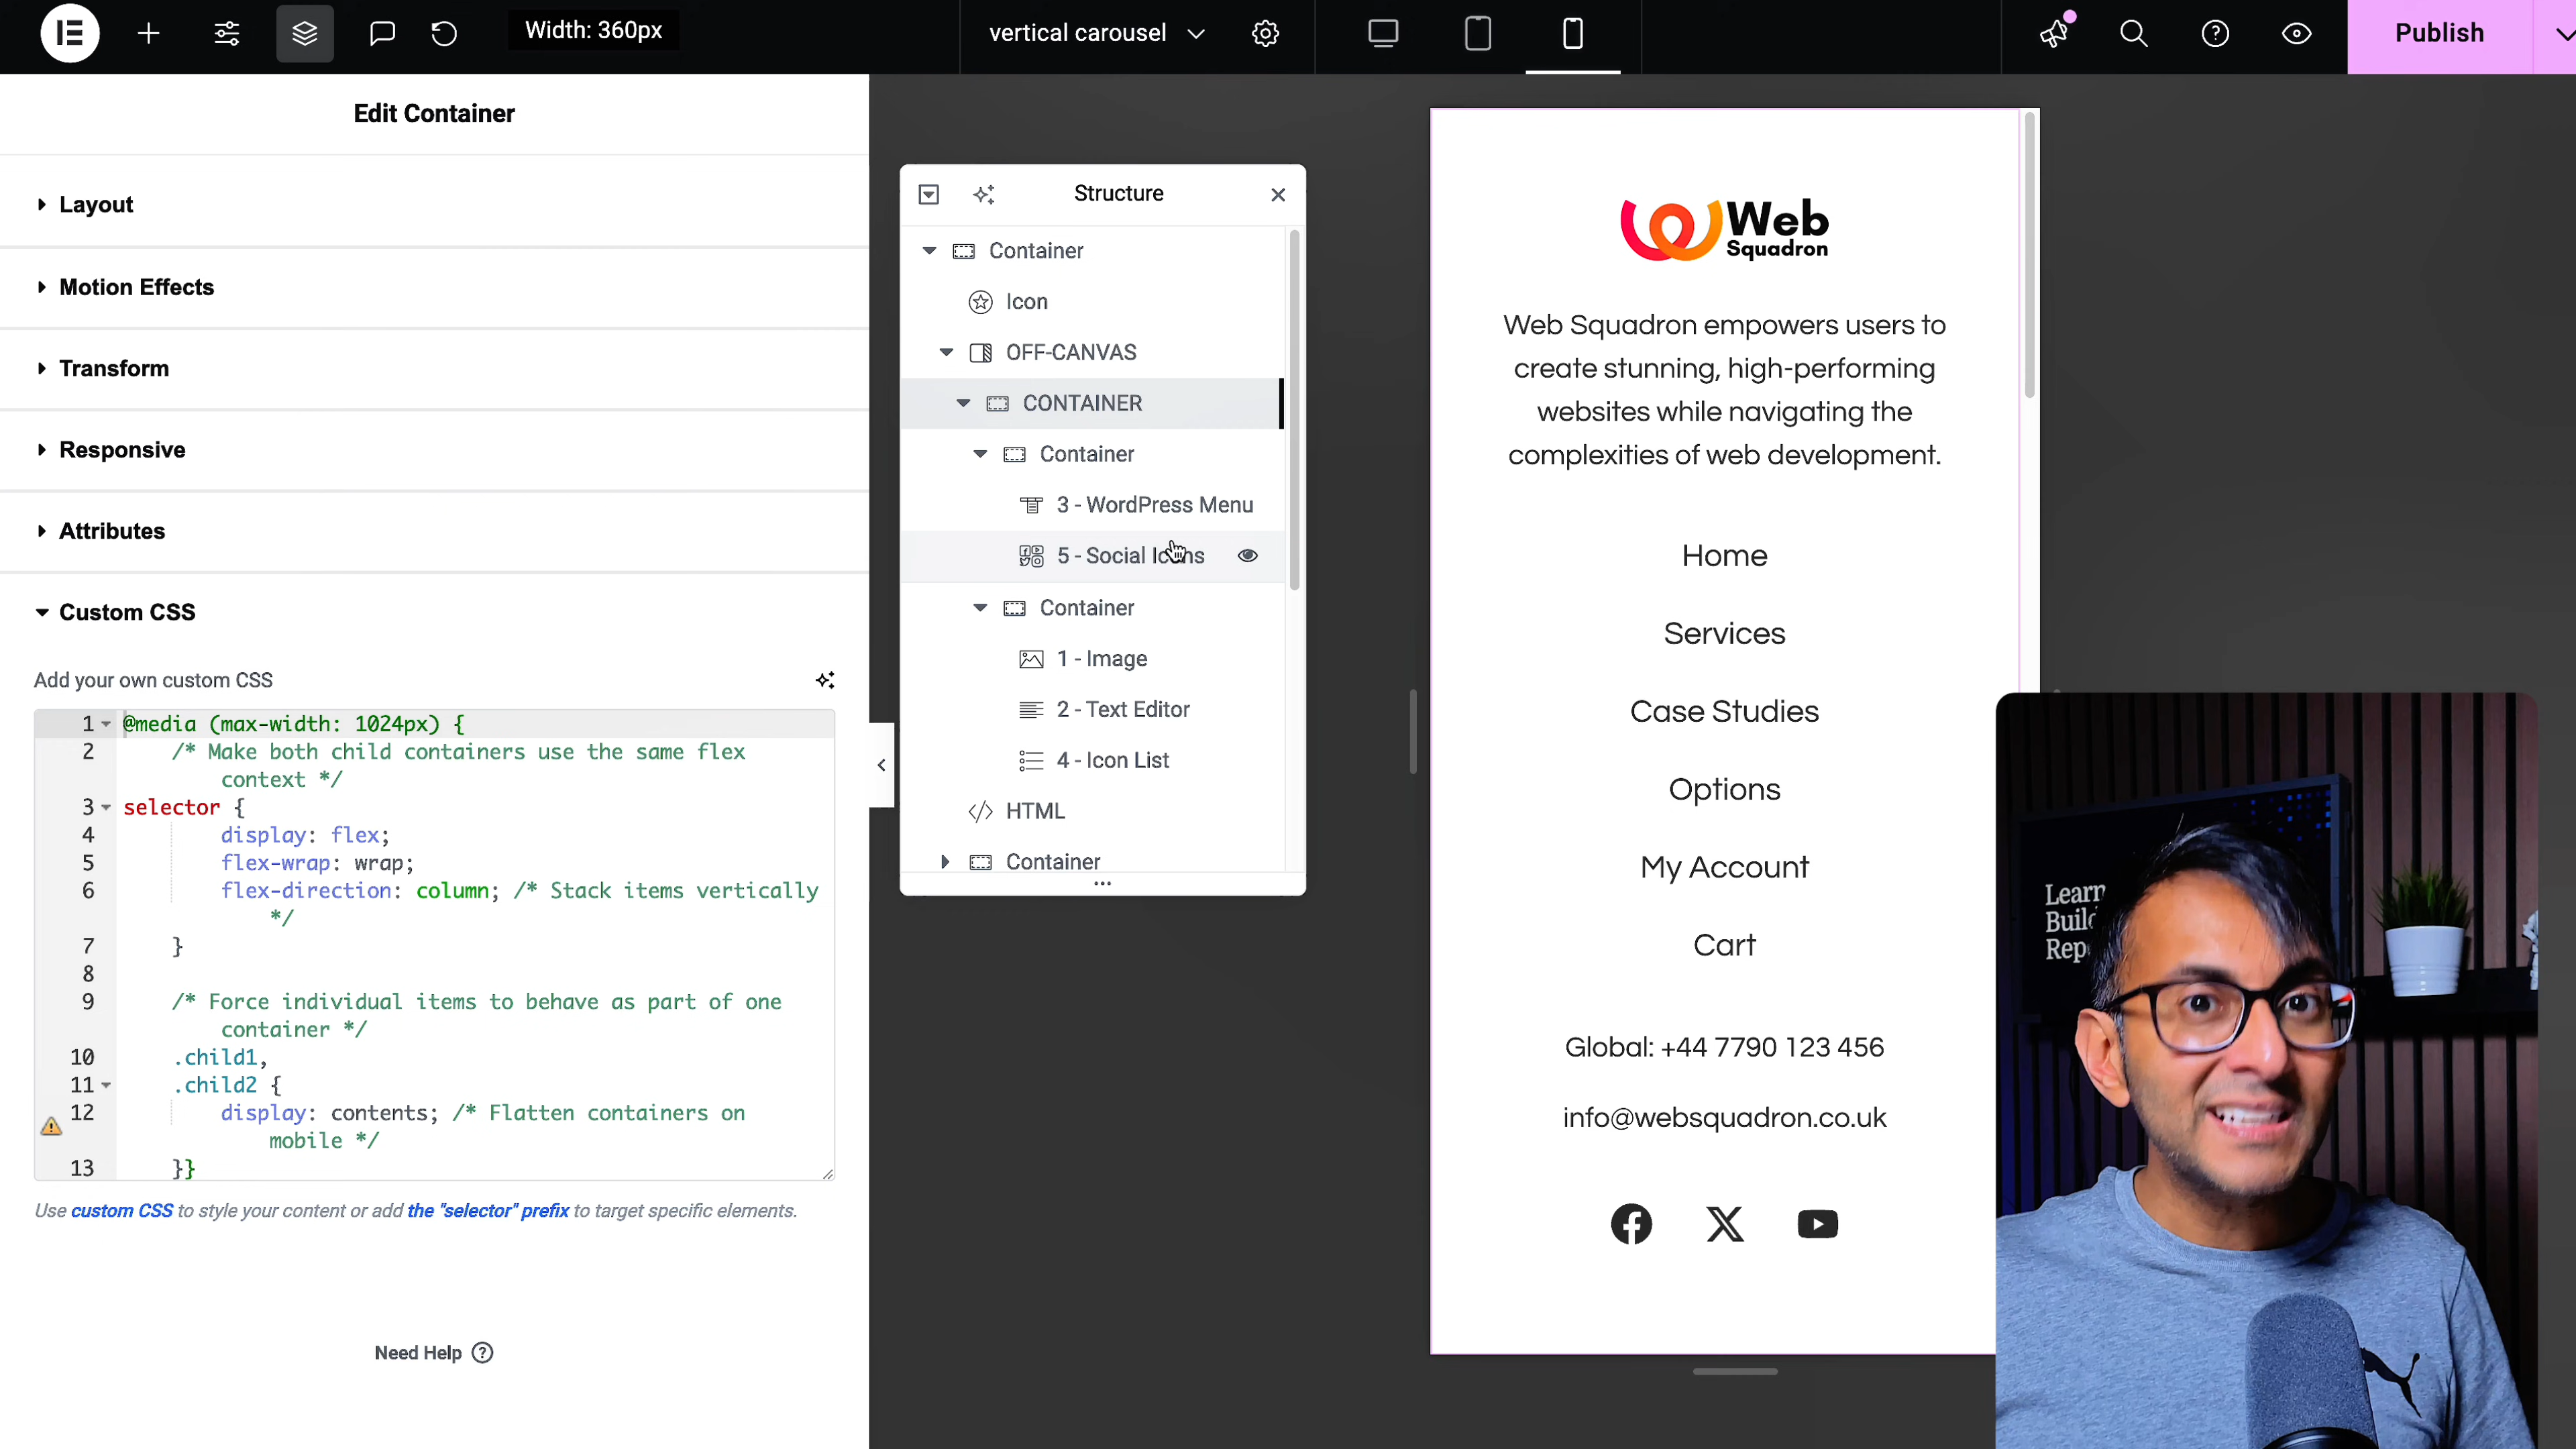 Width: 360px
vertical carousel
Publish
Edit Container
Layout
Motion Effects
Transform
Responsive
Attributes
Custom CSS
Add your own custom CSS
1 @media (max-width: 1024px) {
2 /* Make both child containers use the same flex
context */
3 selector {
4 display: flex;
5 flex-wrap: wrap;
6 flex-direction: column; /* Stack items vertically
*/
7 }
8
9 /* Force individual items to behave as part of one
container */
10 .child1,
11 .child2 {
12 display: contents; /* Flatten containers on
mobile */
13 }}
Use custom CSS to style your content or add the "selector" prefix to target specific elements.
Need Help
Structure
Container
Icon
OFF-CANVAS
CONTAINER
Container
3 - WordPress Menu
5 - Social Icons
Container
1 - Image
2 - Text Editor
4 - Icon List
HTML
Container
Web
Squadron
Web Squadron empowers users to
create stunning, high-performing
websites while navigating the
complexities of web development.
Home
Services
Case Studies
Options
My Account
Cart
Global: +44 7790 123 456
info@websquadron.co.uk
Learn